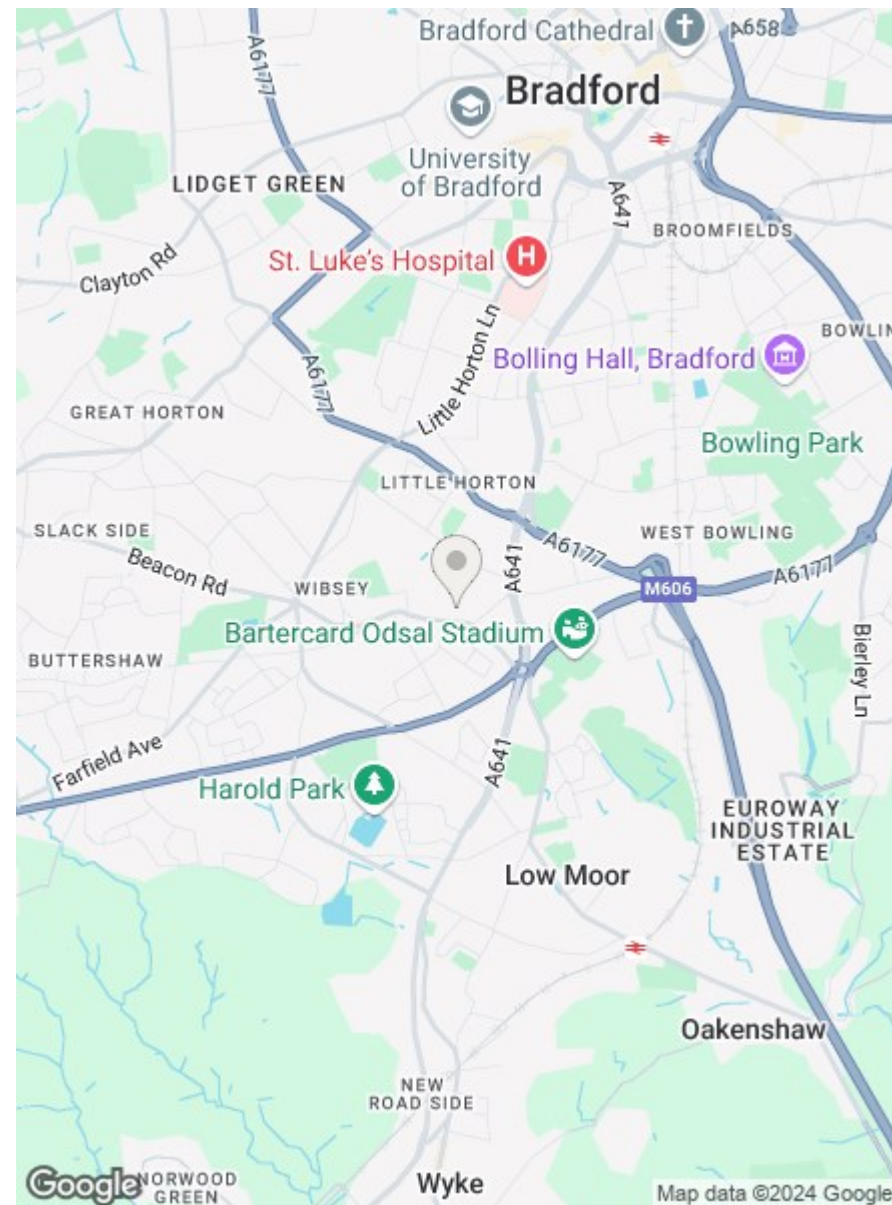 Bradford Cathedral
A658
A6177
Bradford
University
of Bradford
LIDGET GREEN
A641
BROOMFIELDS
Clayton Rd
St. Luke's Hospital
H
Little Horton Ln
BOWLIN
Bolling Hall, Bradford
A6177
GREAT HORTON
Bowling Park
LITTLE HORTON
SLACK SIDE
WEST BOWLING
A6177
A641
Beacon Rd
A6177
WIBSEY
M606
Bartercard Odsal Stadium
BUTTERSHAW
Bierley Ln
Farfield Ave
A641
Harold Park
EUROWAY
INDUSTRIAL
ESTATE
Low Moor
Oakenshaw
NEW
ROAD SIDE
Google
NORWOOD
GREEN
Wyke
Map data ©2024 Google